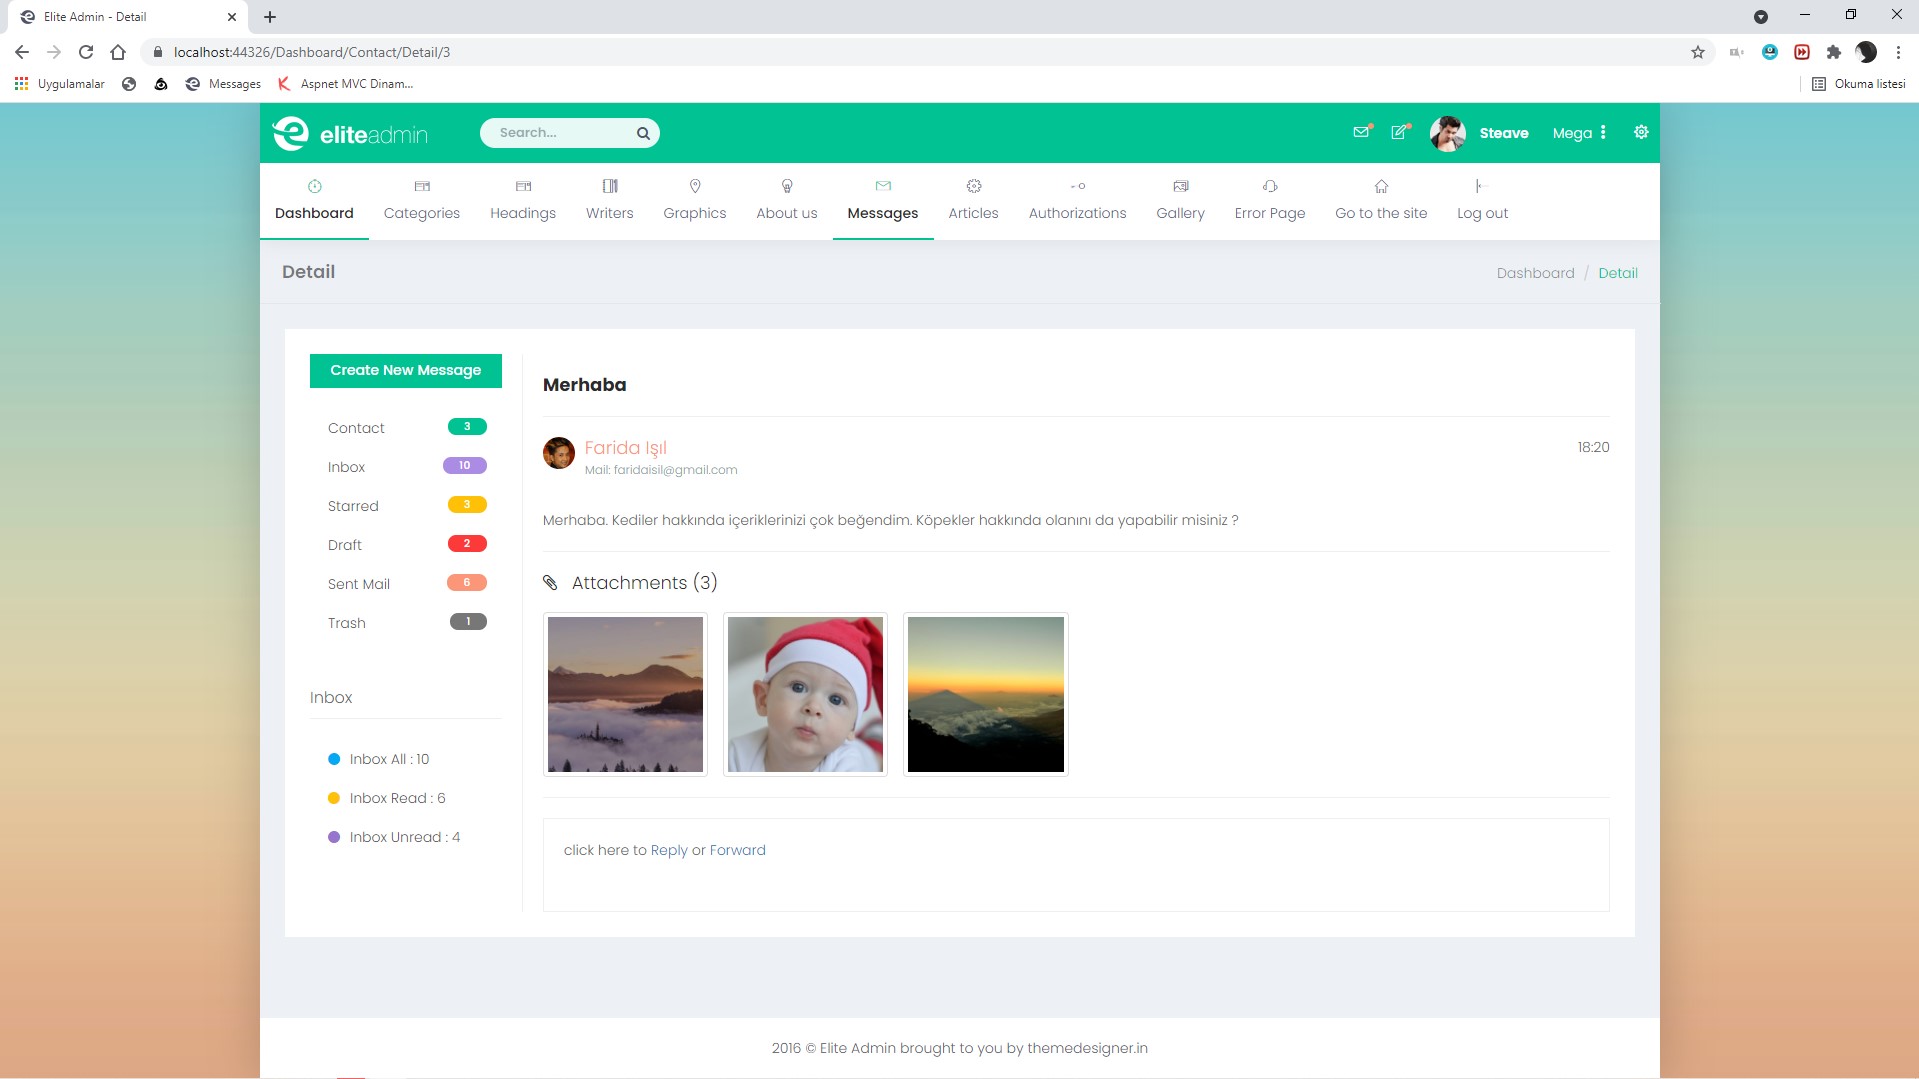 Elite Admin - Detail
localhost:44326/Dashboard/Contact/Detail/3
Uygulamalar
Messages
Aspnet MVC Dinam...
Okuma listesi
eliteadmin
Search...
Steave
Mega
Dashboard
Categories
Headings
Writers
Graphics
About us
Messages
Articles
Authorizations
Gallery
Error Page
Go to the site
Log out
Detail
Dashboard / Detail
Create New Message
Contact 3
Inbox 10
Starred 3
Draft 2
Sent Mail 6
Trash 1
Inbox
Inbox All : 10
Inbox Read : 6
Inbox Unread : 4
Merhaba
Farida Işıl
18:20
Mail: faridaisil@gmail.com
Merhaba. Kediler hakkında içeriklerinizi çok beğendim. Köpekler hakkında olanını da yapabilir misiniz ?
Attachments (3)
click here to Reply or Forward
2016 © Elite Admin brought to you by themedesigner.in